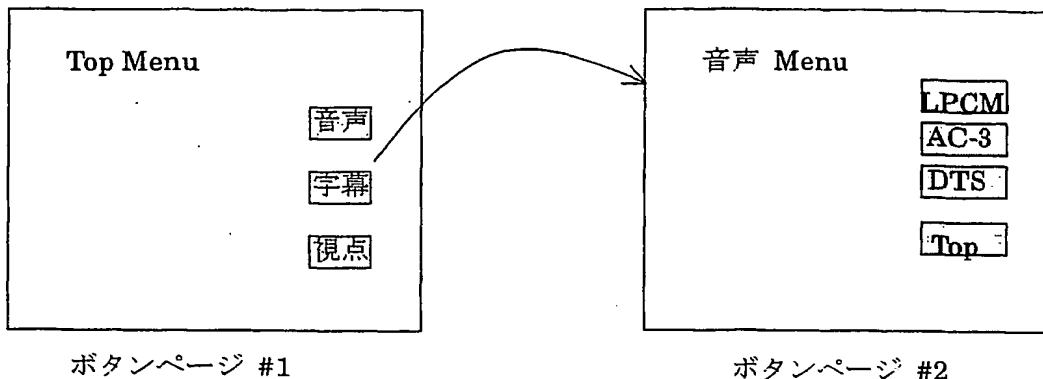 Top Menu
音声
字幕
視点
ボタンページ #1
音声 Menu
LPCM
AC-3
DTS
Top
ボタンページ #2